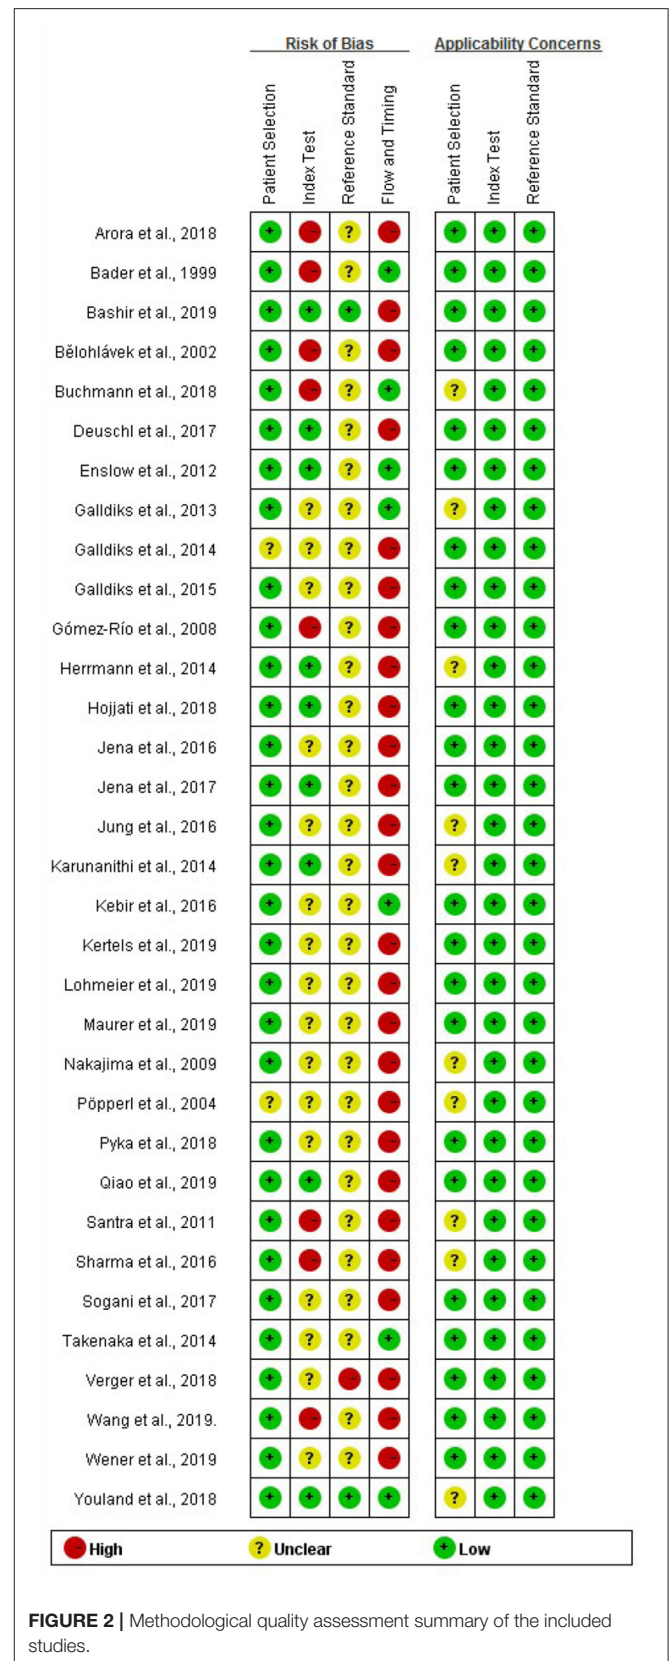 Risk of Bias Applicability Concerns
Patient Selection
Index Test
Reference Standard
Flow and Timing
Patient Selection
Index Test
Reference Standard
Arora et al., 2018 + - ? - + + +
Bader et al., 1999 + - ? + + + +
Bashir et al., 2019 + + + - + + +
Bělohlávek et al., 2002 + - ? - + + +
Buchmann et al., 2018 + - ? + ? + +
Deuschl et al., 2017 + + ? - + + +
Enslow et al., 2012 + + ? + + + +
Galldiks et al., 2013 + ? ? + ? + +
Galldiks et al., 2014 ? ? ? - + + +
Galldiks et al., 2015 + ? ? - + + +
Gómez-Río et al., 2008 + - ? - + + +
Herrmann et al., 2014 + + ? - ? + +
Hojjati et al., 2018 + + ? - + + +
Jena et al., 2016 + ? ? - + + +
Jena et al., 2017 + + ? - + + +
Jung et al., 2016 + ? ? - ? + +
Karunanithi et al., 2014 + + ? - ? + +
Kebir et al., 2016 + ? ? + + + +
Kertels et al., 2019 + ? ? - + + +
Lohmeier et al., 2019 + ? ? - + + +
Maurer et al., 2019 + ? ? - + + +
Nakajima et al., 2009 + ? ? - ? + +
Pöpperl et al., 2004 ? ? ? - ? + +
Pyka et al., 2018 + ? ? - + + +
Qiao et al., 2019 + + ? - + + +
Santra et al., 2011 + - ? - ? + +
Sharma et al., 2016 + - ? - ? + +
Sogani et al., 2017 + ? ? - + + +
Takenaka et al., 2014 + ? ? + + + +
Verger et al., 2018 + ? - - + + +
Wang et al., 2019. + - ? - + + +
Wener et al., 2019 + ? ? - + + +
Youland et al., 2018 + + + + ? + +
- High ? Unclear + Low
FIGURE 2 | Methodological quality assessment summary of the included
studies.